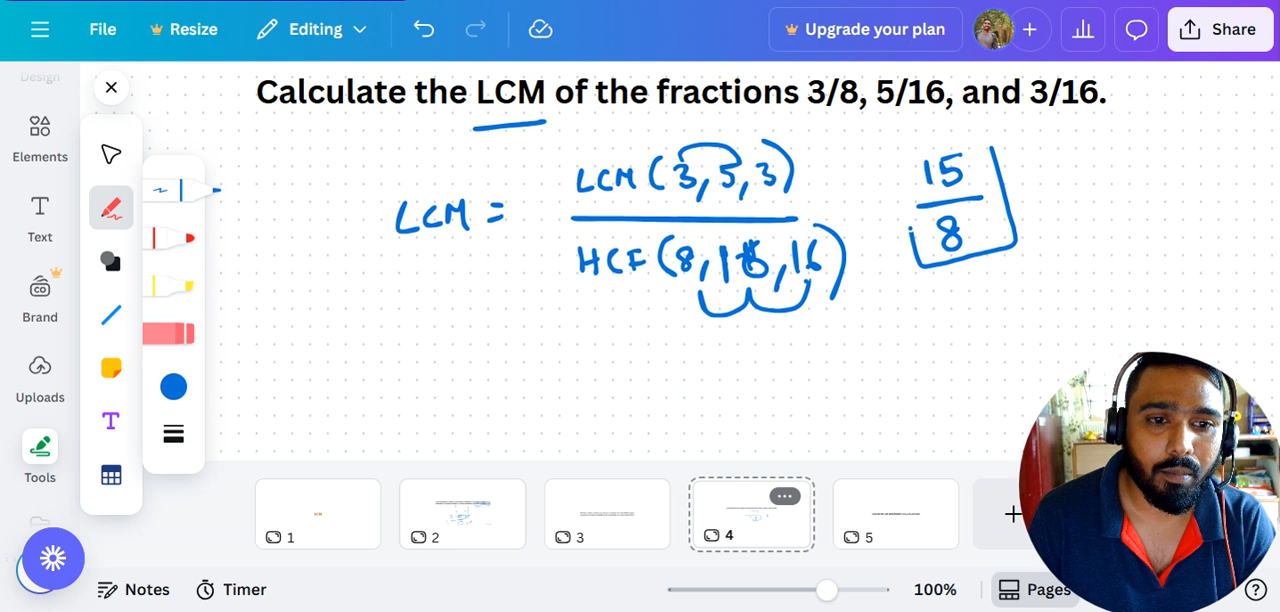 File Resize Editing Upgrade your plan + Share
Design
Elements
Text
Brand
Uploads
Tools
Calculate the LCM of the fractions 3/8, 5/16, and 3/16.
LCM = LCM (3, 5, 3)
HCF (8, 16, 16)
15
8
1
2
3
4
5
+
Notes Timer 100% Pages